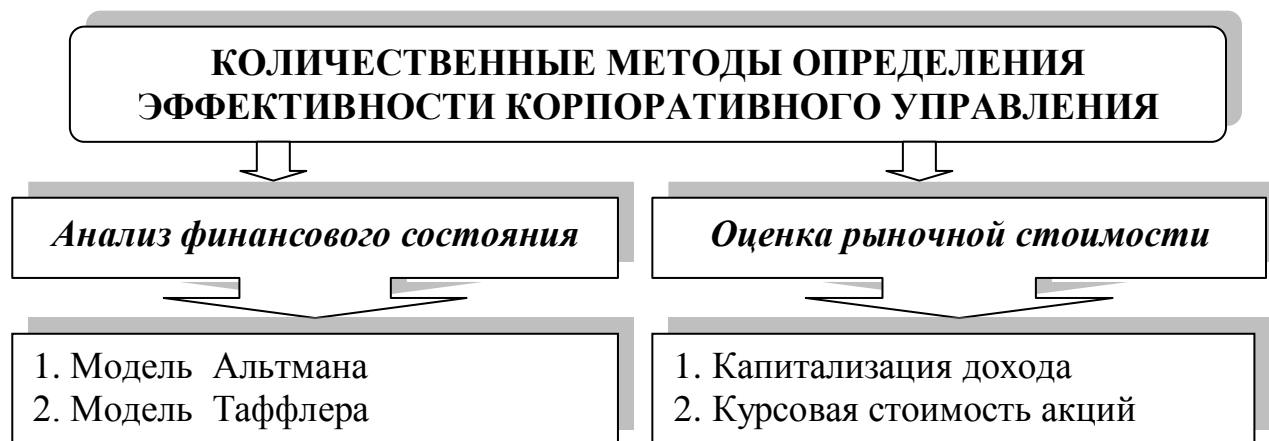 КОЛИЧЕСТВЕННЫЕ МЕТОДЫ ОПРЕДЕЛЕНИЯ
ЭФФЕКТИВНОСТИ КОРПОРАТИВНОГО УПРАВЛЕНИЯ
Анализ финансового состояния
Оценка рыночной стоимости
1. Модель Альтмана
2. Модель Таффлера
1. Капитализация дохода
2. Курсовая стоимость акций